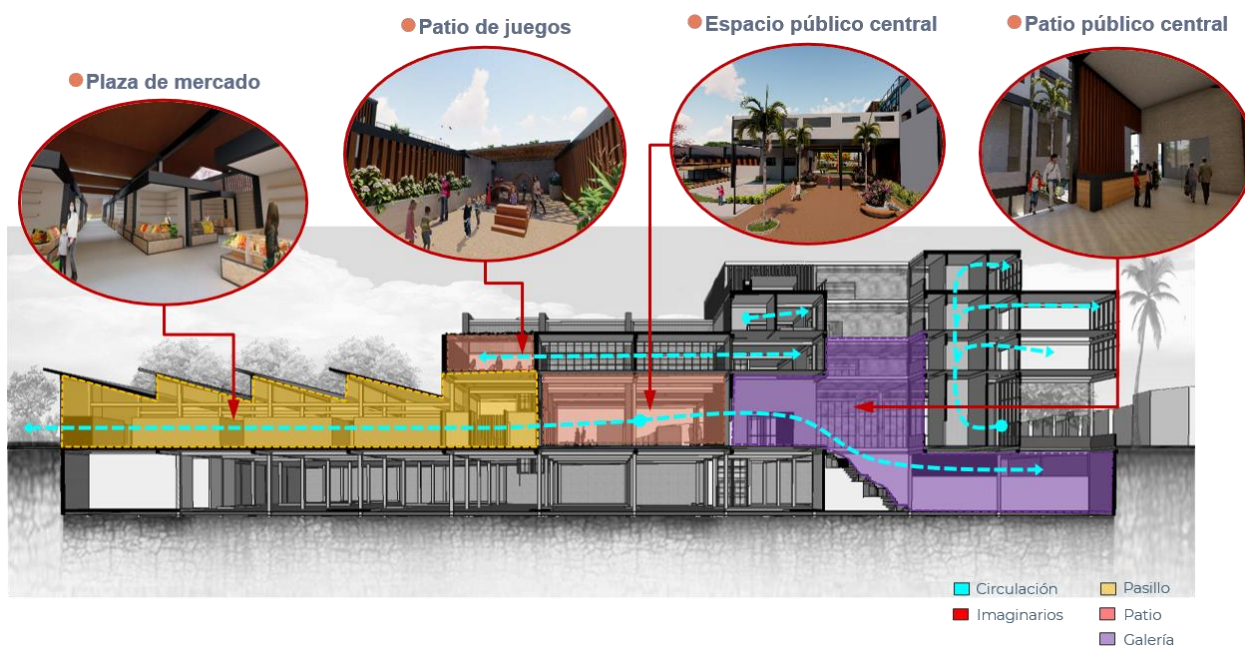 Patio de juegos
Espacio público central
Patio público central
Plaza de mercado
Circulación
Pasillo
Imaginarios
Patio
Galería